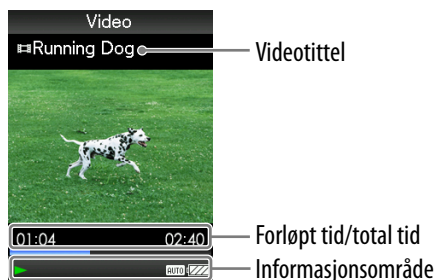 Video
Running Dog
Videotittel
01:04
02:40
Forløpt tid/total tid
AUTO
Informasjonsområde